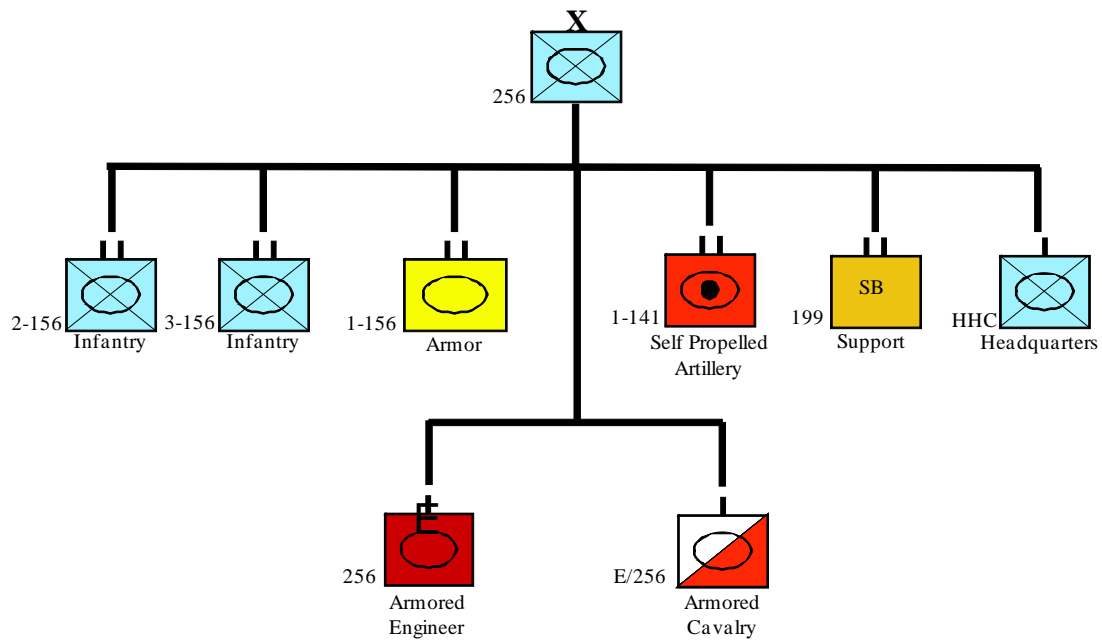 X
256
2-156
Infantry
3-156
Infantry
1-156
Armor
1-141
Self Propelled
Artillery
SB
199
Support
HHC
Headquarters
E
256
Armored
Engineer
E/256
Armored
Cavalry